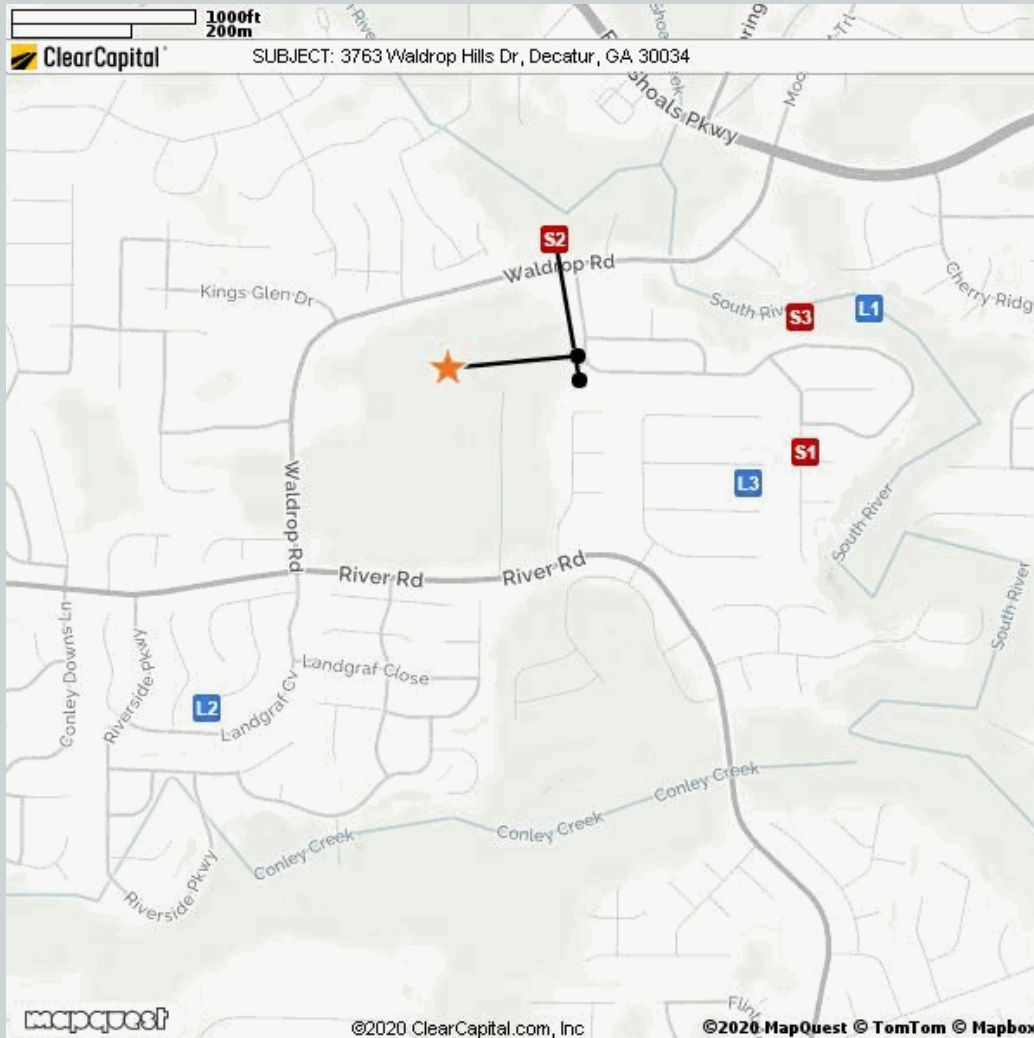 1000ft
200m
ClearCapital
SUBJECT: 3763 Waldrop Hills Dr, Decatur, GA 30034
Shoals Pkwy
S2
Waldrop Rd
Kings Glen Dr
Cherry Ridg
South Riv
S3
L1
S1
L3
Waldrop Rd
South River
River Rd
River Rd
South River
Conley Downs Ln
Riverside Pkwy
Landgraf Close
L2
Landgraf Cv
Conley Creek
Conley Creek
Conley Creek
Riverside Pkwy
Flin
mapquest
©2020 ClearCapital.com, Inc
©2020 MapQuest © TomTom © Mapbox